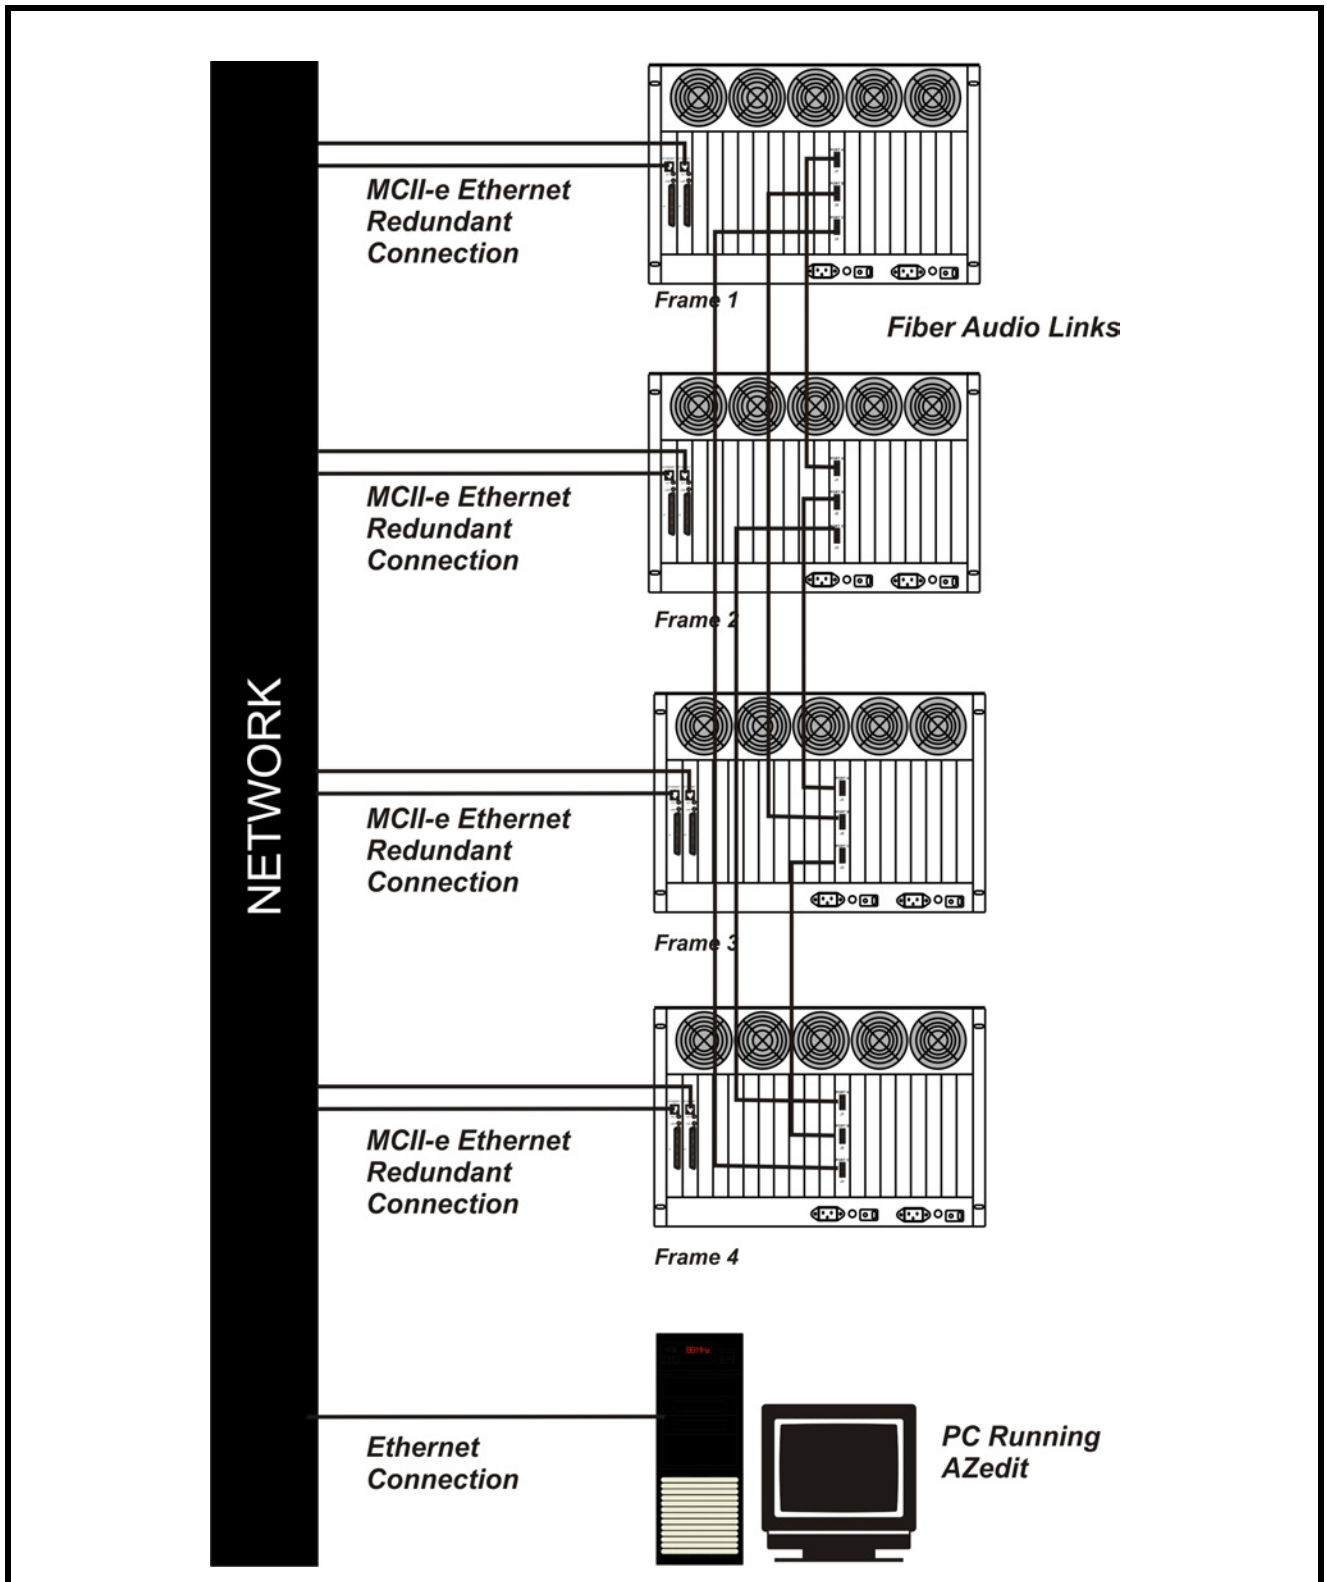 MCII-e Ethernet
Redundant
Connection
Frame 1
Fiber Audio Links
MCII-e Ethernet
Redundant
Connection
Frame 2
NETWORK
MCII-e Ethernet
Redundant
Connection
Frame 3
MCII-e Ethernet
Redundant
Connection
Frame 4
Ethernet
Connection
PC Running
AZedit